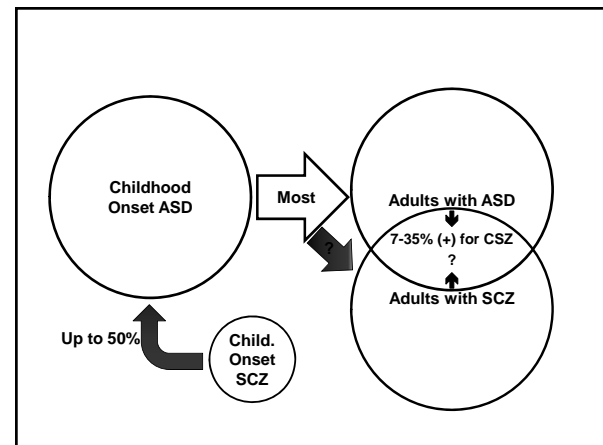 Childhood
Onset ASD
Most
?
Adults with ASD
7-35% (+) for CSZ
?
Adults with SCZ
Up to 50%
Child.
Onset
SCZ